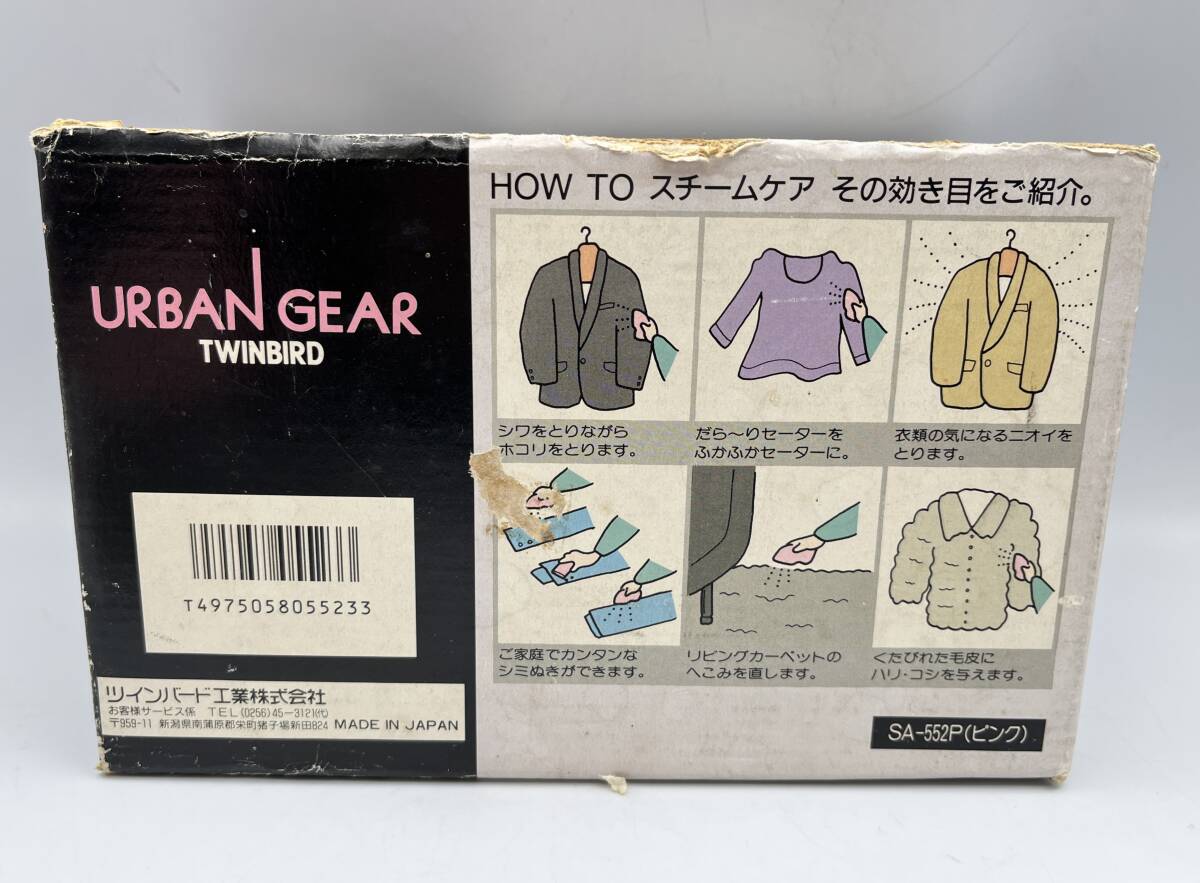 URBAN GEAR
TWINBIRD
T4975058055233
ツインバード工業株式会社
お客様サービス係 TEL(0256)45-3121(代)
〒959-11 新潟県南蒲原郡栄町猪子場新田824 MADE IN JAPAN
HOW TO スチームケア その効き目をご紹介。
シワをとりながら
ホコリをとります。
だら〜りセーターを
ふかふかセーターに。
衣類の気になるニオイを
とります。
ご家庭でカンタンな
シミぬきができます。
リビングカーペットの
へこみを直します。
くたびれた毛皮に
ハリ・コシを与えます。
SA-552P(ピンク)